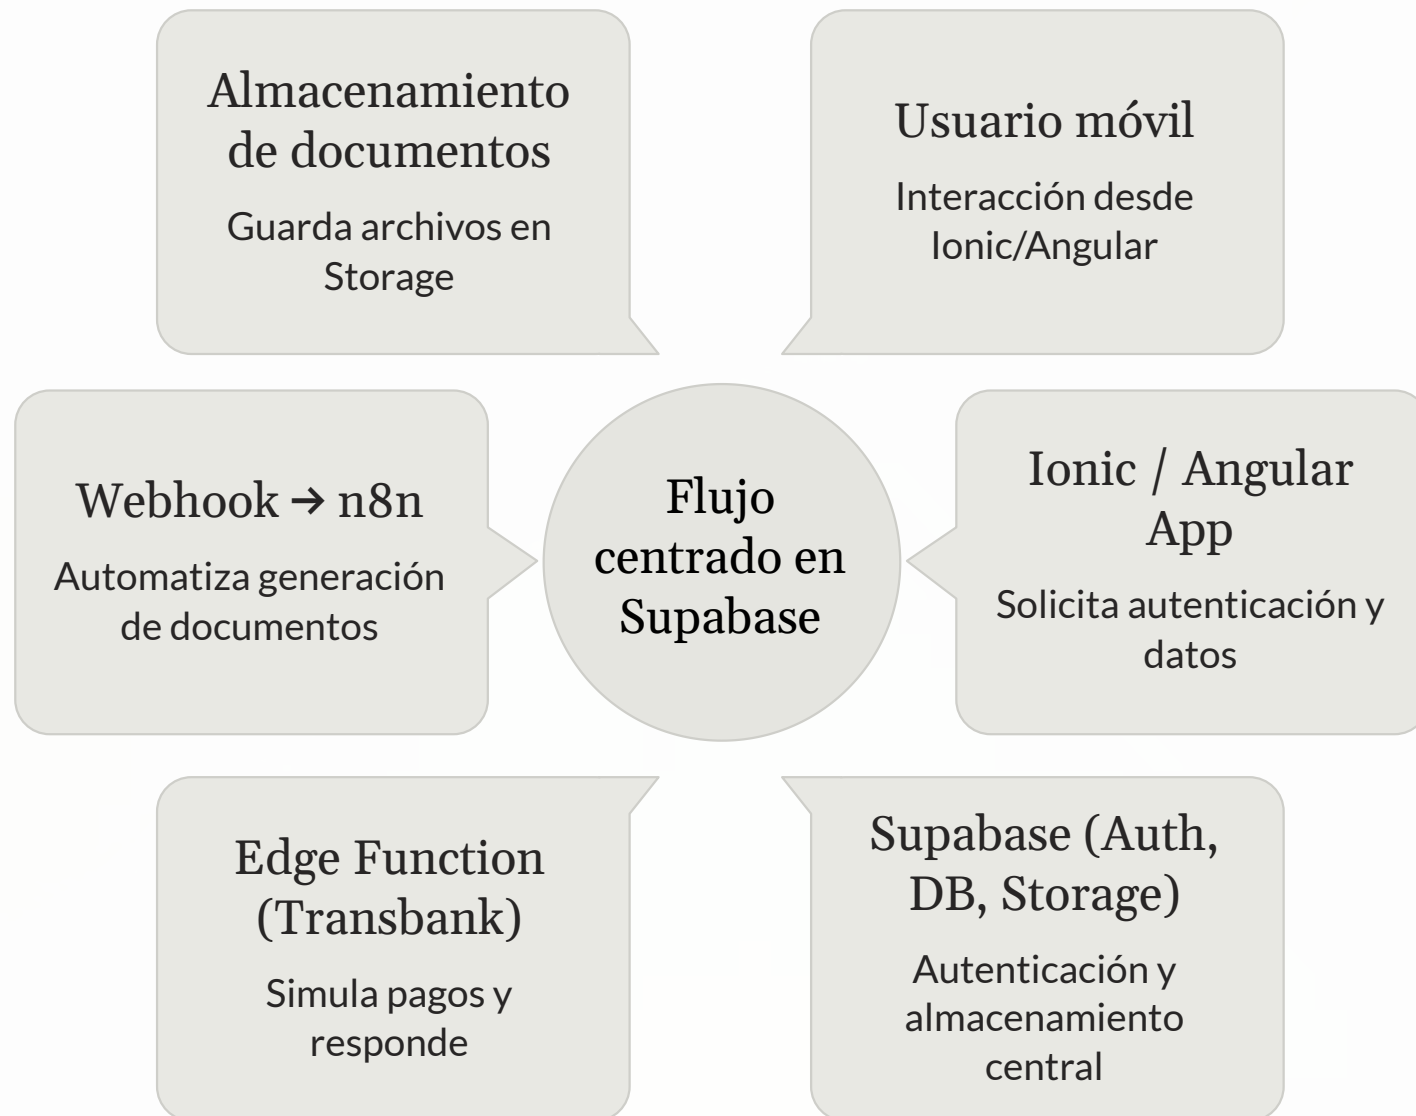 Almacenamiento
de documentos
Guarda archivos en
Storage
Usuario móvil
Interacción desde
Ionic/Angular
Webhook → n8n
Automatiza generación
de documentos
Flujo
centrado en
Supabase
Ionic / Angular
App
Solicita autenticación y
datos
Edge Function
(Transbank)
Simula pagos y
responde
Supabase (Auth,
DB, Storage)
Autenticación y
almacenamiento
central